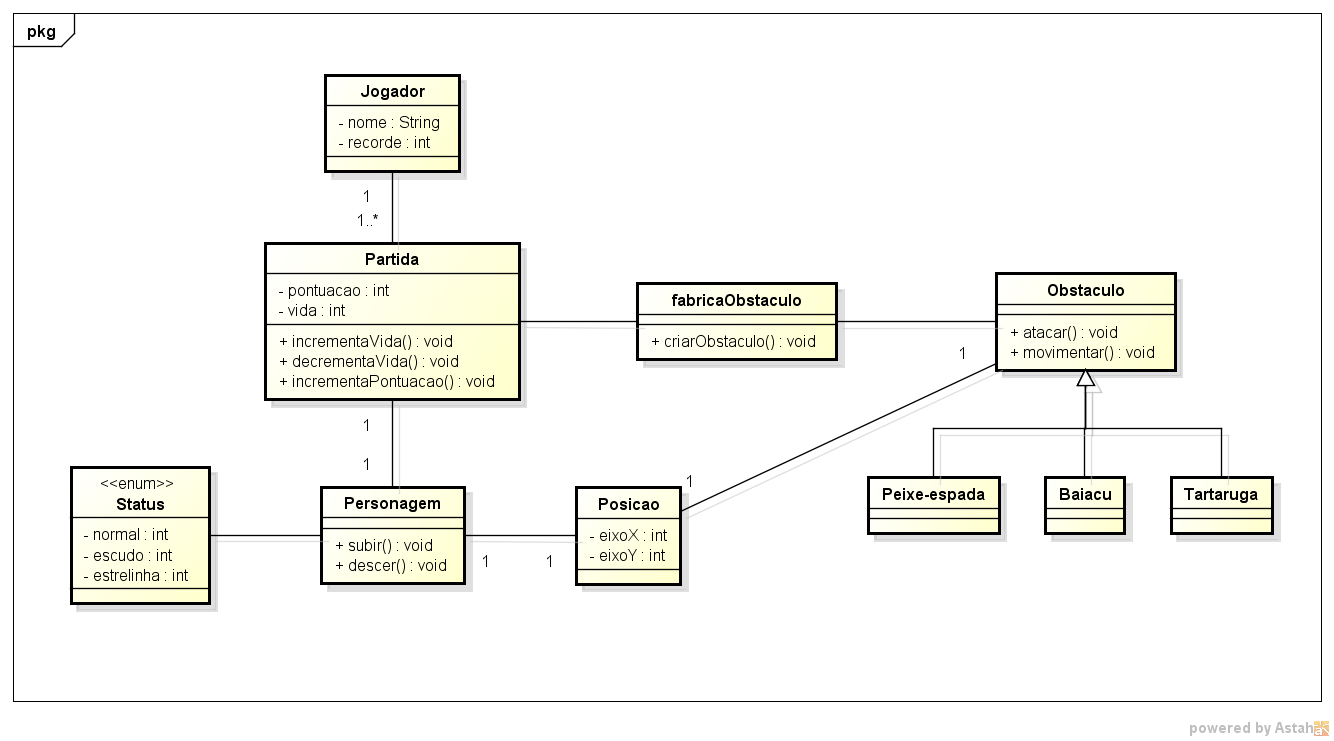 pkg
Jogador
- nome : String
- recorde : int
1
1..*
Partida
- pontuacao : int
- vida : int
+ incrementaVida() : void
+ decrementaVida() : void
+ incrementaPontuacao() : void
fabricaObstaculo
+ criarObstaculo() : void
Obstaculo
+ atacar() : void
+ movimentar() : void
1
1
1
1
<<enum>>
Status
- normal : int
- escudo : int
- estrelinha : int
Personagem
+ subir() : void
+ descer() : void
1
1
Posicao
- eixoX : int
- eixoY : int
Peixe-espada
Baiacu
Tartaruga
powered by Astah